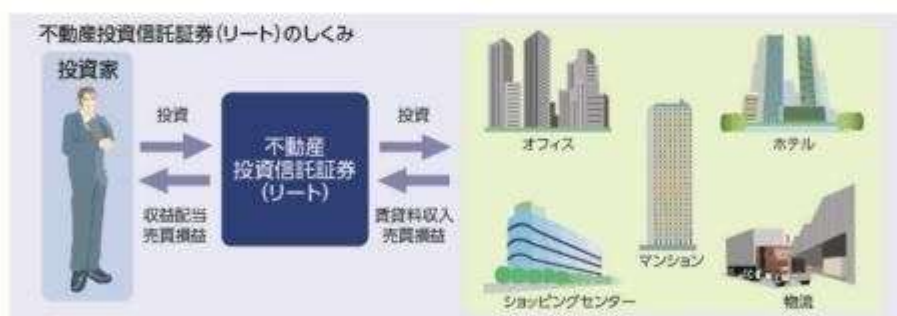 不動産投資信託証券(リート)のしくみ
投資家
投資
収益配当
売買損益
不動産
投資信託証券
(リート)
投資
賃貸料収入
売買損益
オフィス
ホテル
マンション
ショッピングセンター
物流